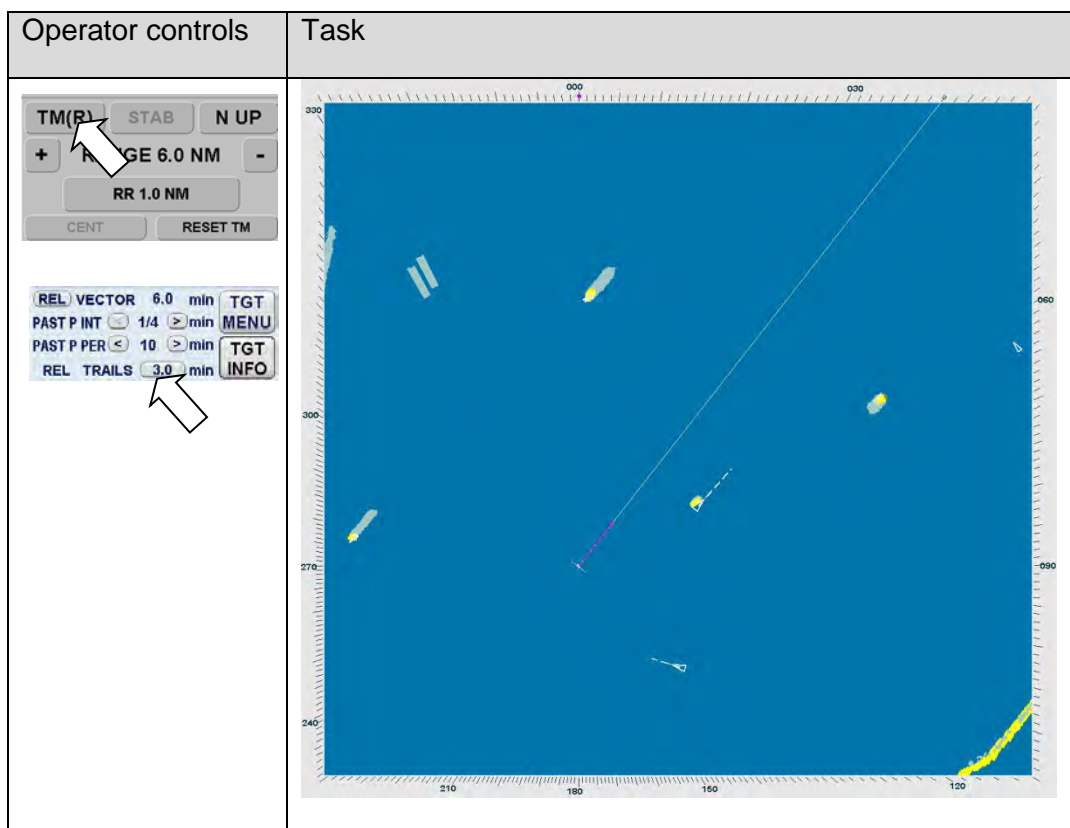 Operator controls
Task
TM(R) STAB N UP
+ RANGE 6.0 NM -
RR 1.0 NM
CENT RESET TM
REL VECTOR 6.0 min TGT
PAST P INT < 1/4 > min MENU
PAST P PER < 10 > min TGT
REL TRAILS 3.0 min INFO
000
330
030
060
300
270
090
240
210
180
150
120